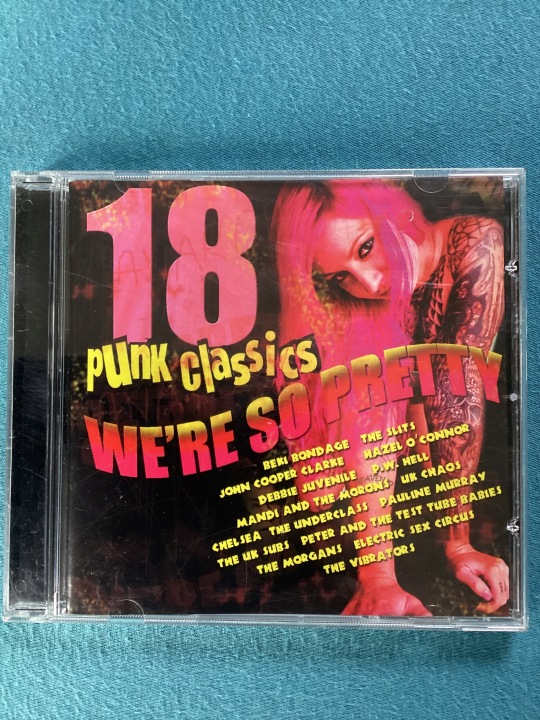 18
PUNK CLASSICS
WE'RE SO PRETTY
BEKI BONDAGE THE SLITS
JOHN COOPER CLARKE HAZEL O'CONNOR
DEBBIE JUVENILE P.W. HELL
MANDI AND THE MORONS UK CHAOS
CHELSEA THE UNDERCLASS PAULINE MURRAY
THE UK SUBS PETER AND THE TEST TUBE BABIES
THE MORGANS ELECTRIC SEX CIRCUS
THE VIBRATORS